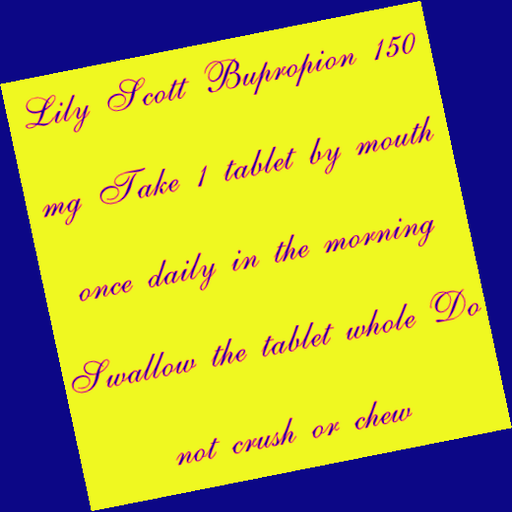 Lily Scott Bupropion 150
mg Take 1 tablet by mouth
once daily in the morning
Swallow the tablet whole Do
not crush or chew